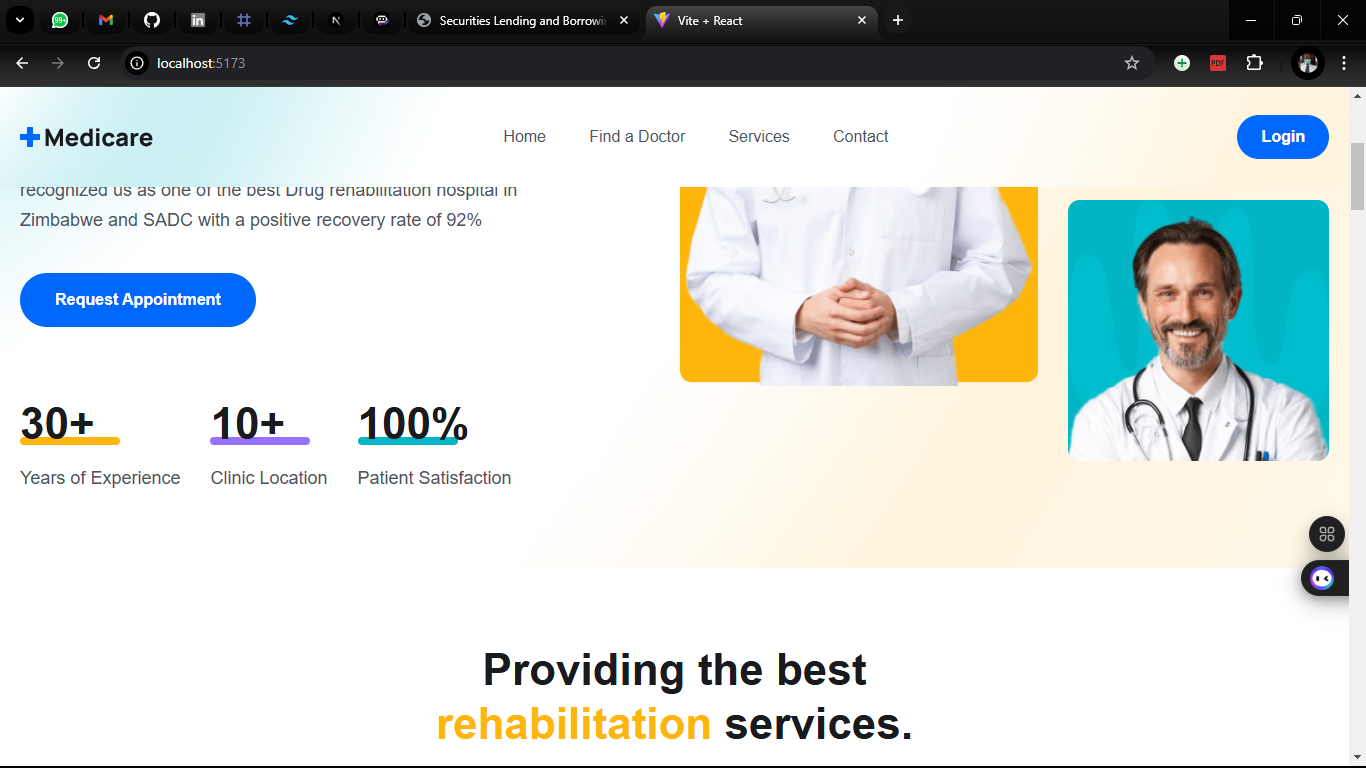 99+
Securities Lending and Borrowin
Vite + React
localhost:5173
PDF
Medicare
Home
Find a Doctor
Services
Contact
Login
recognized us as one of the best Drug rehabilitation hospital in
Zimbabwe and SADC with a positive recovery rate of 92%
Request Appointment
30+
10+
100%
Years of Experience
Clinic Location
Patient Satisfaction
Providing the best
rehabilitation services.